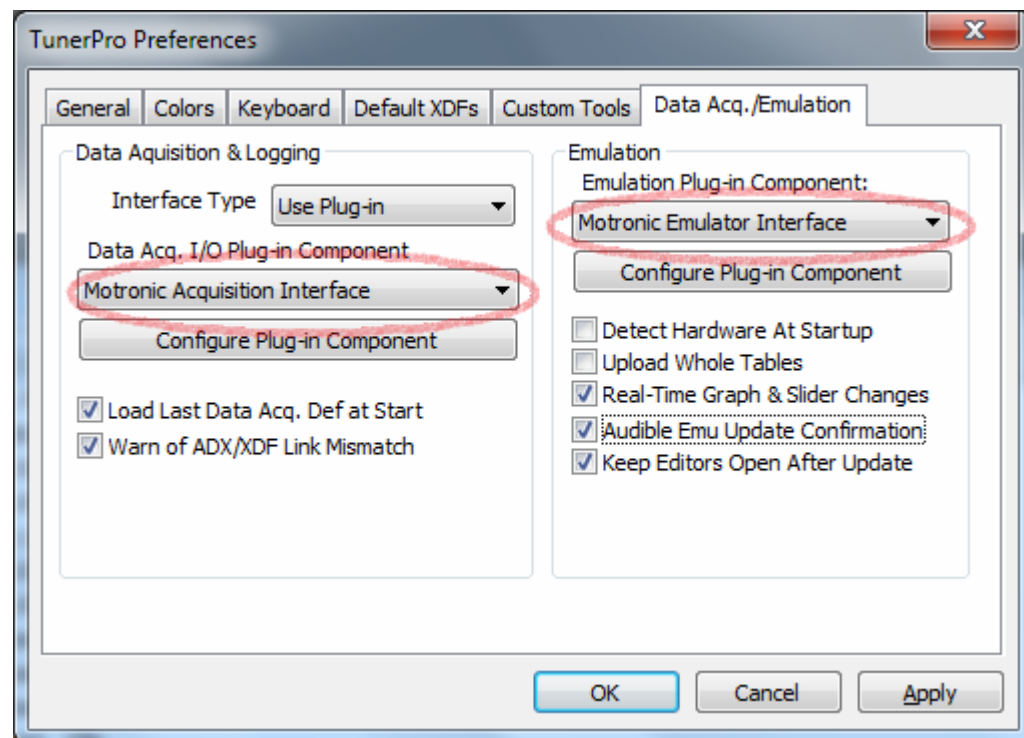 TunerPro Preferences
General Colors Keyboard Default XDFs Custom Tools Data Acq./Emulation
Data Aquisition & Logging
Interface Type Use Plug-in
Data Acq. I/O Plug-in Component
Motronic Acquisition Interface
Configure Plug-in Component
Load Last Data Acq. Def at Start
Warn of ADX/XDF Link Mismatch
Emulation
Emulation Plug-in Component:
Motronic Emulator Interface
Configure Plug-in Component
Detect Hardware At Startup
Upload Whole Tables
Real-Time Graph & Slider Changes
Audible Emu Update Confirmation
Keep Editors Open After Update
OK Cancel Apply